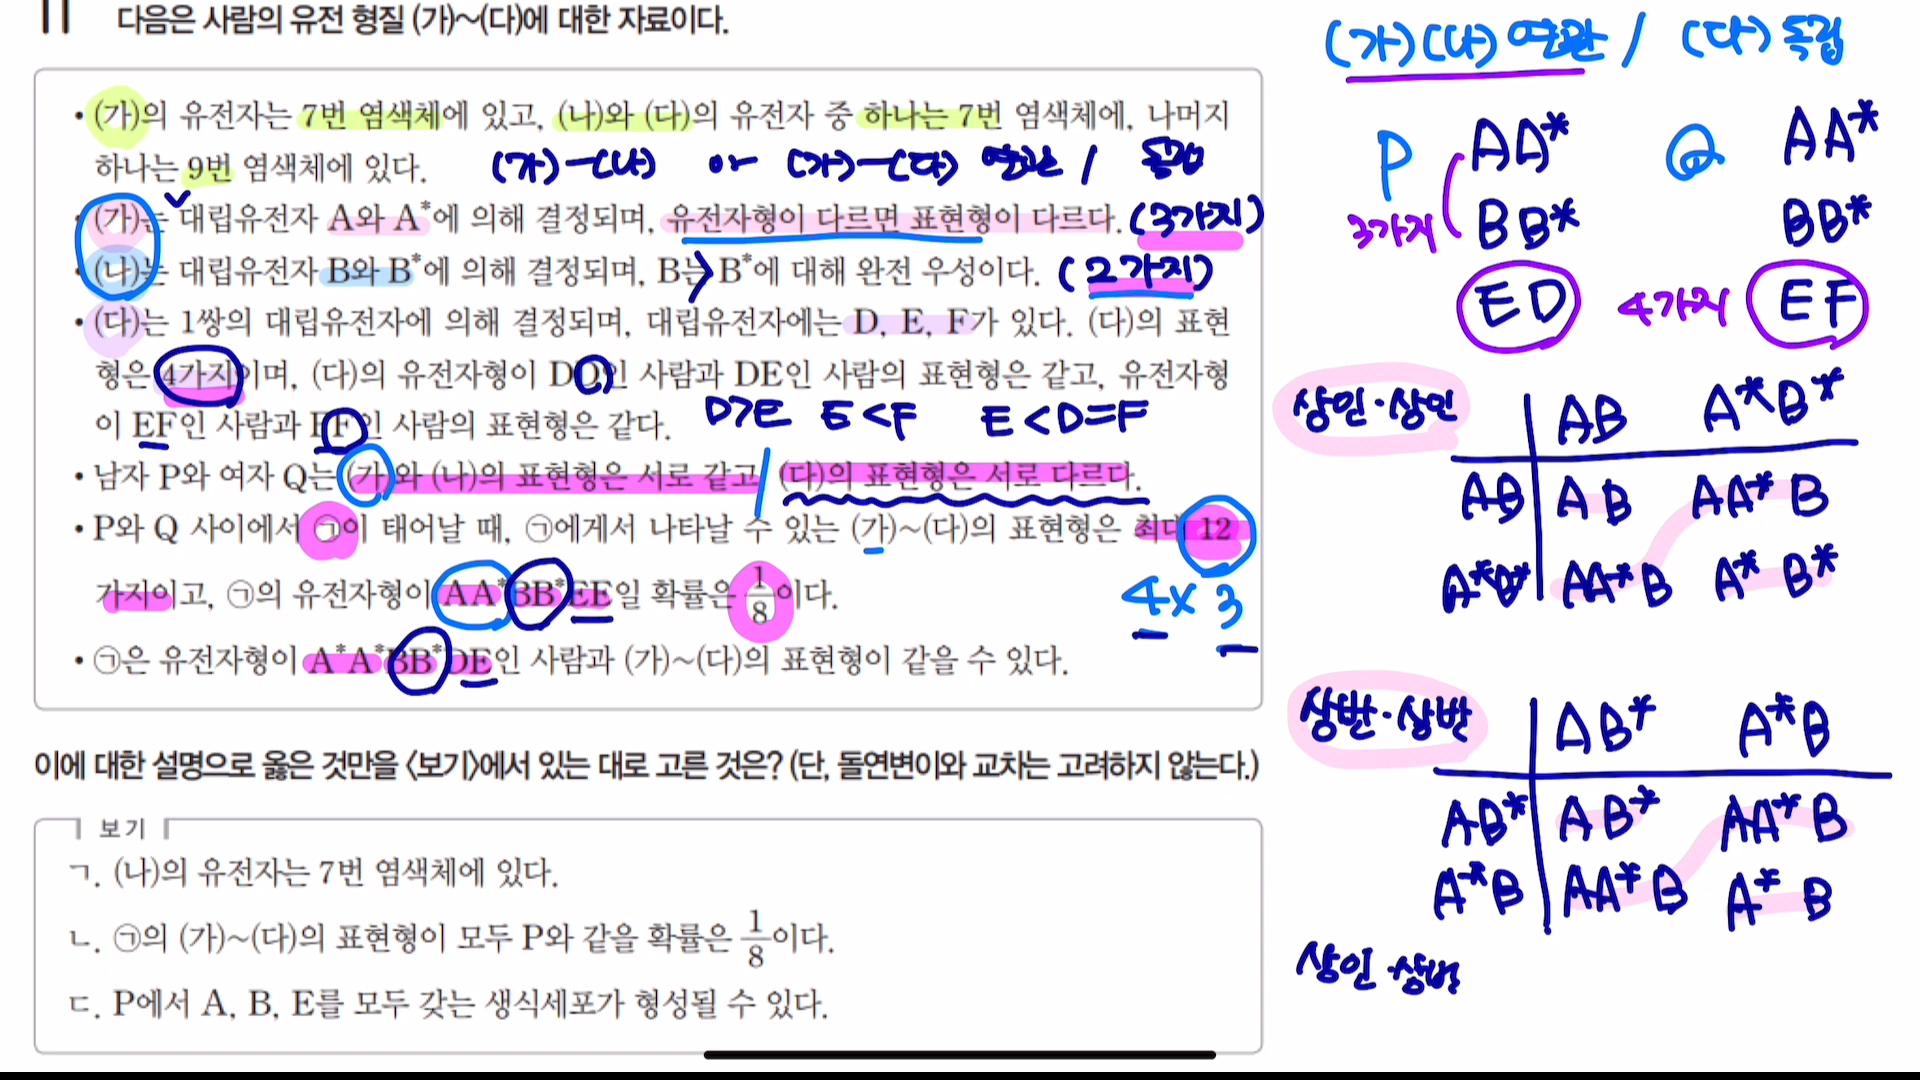 11 다음은 사람의 유전 형질 (가)~(다)에 대한 자료이다.
• (가)의 유전자는 7번 염색체에 있고, (나)와 (다)의 유전자 중 하나는 7번 염색체에, 나머지
하나는 9번 염색체에 있다. (가)-(나) or (가)-(다) 연관 / 독립
• (가)는 대립유전자 A와 A*에 의해 결정되며, 유전자형이 다르면 표현형이 다르다. (3가지)
• (나)는 대립유전자 B와 B*에 의해 결정되며, B는 > B*에 대해 완전 우성이다. (2가지)
• (다)는 1쌍의 대립유전자에 의해 결정되며, 대립유전자에는 D, E, F가 있다. (다)의 표현
형은 4가지이며, (다)의 유전자형이 DD인 사람과 DE인 사람의 표현형은 같고, 유전자형
이 EF인 사람과 FF인 사람의 표현형은 같다. D>E E<F E<D=F
• 남자 P와 여자 Q는 (가)와 (나)의 표현형은 서로 같고, (다)의 표현형은 서로 다르다.
• P와 Q 사이에서 ㉠이 태어날 때, ㉠에게서 나타날 수 있는 (가)~(다)의 표현형은 최대 12
가지이고, ㉠의 유전자형이 AA*BB*EE일 확률은 1/8이다. 4×3
• ㉠은 유전자형이 A*A*BB*DE인 사람과 (가)~(다)의 표현형이 같을 수 있다.
이에 대한 설명으로 옳은 것만을 <보기>에서 있는 대로 고른 것은? (단, 돌연변이와 교차는 고려하지 않는다.)
보기
ㄱ. (나)의 유전자는 7번 염색체에 있다.
ㄴ. ㉠의 (가)~(다)의 표현형이 모두 P와 같을 확률은 1/8이다.
ㄷ. P에서 A, B, E를 모두 갖는 생식세포가 형성될 수 있다.
(가)(나) 연관 / (다) 독립
P AA* Q AA*
3가지 BB* BB*
ED 4가지 EF
상인·상인 AB A*B*
AB AB AA*B
A*B* AA*B A*B*
상반·상반 AB* A*B
AB* AB* AA*B
A*B AA*B A*B
상인·상반